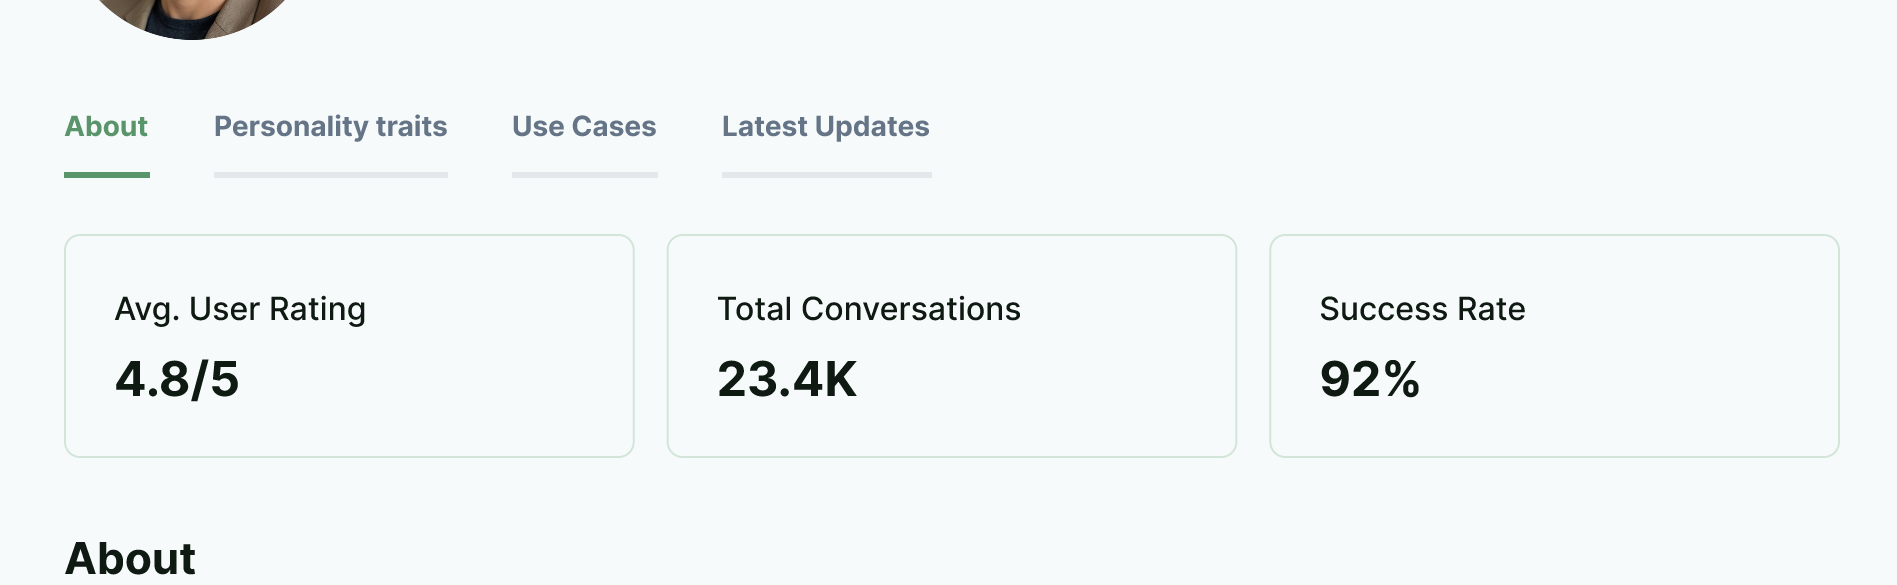 About Personality traits Use Cases Latest Updates
Avg. User Rating
4.8/5
Total Conversations
23.4K
Success Rate
92%
About